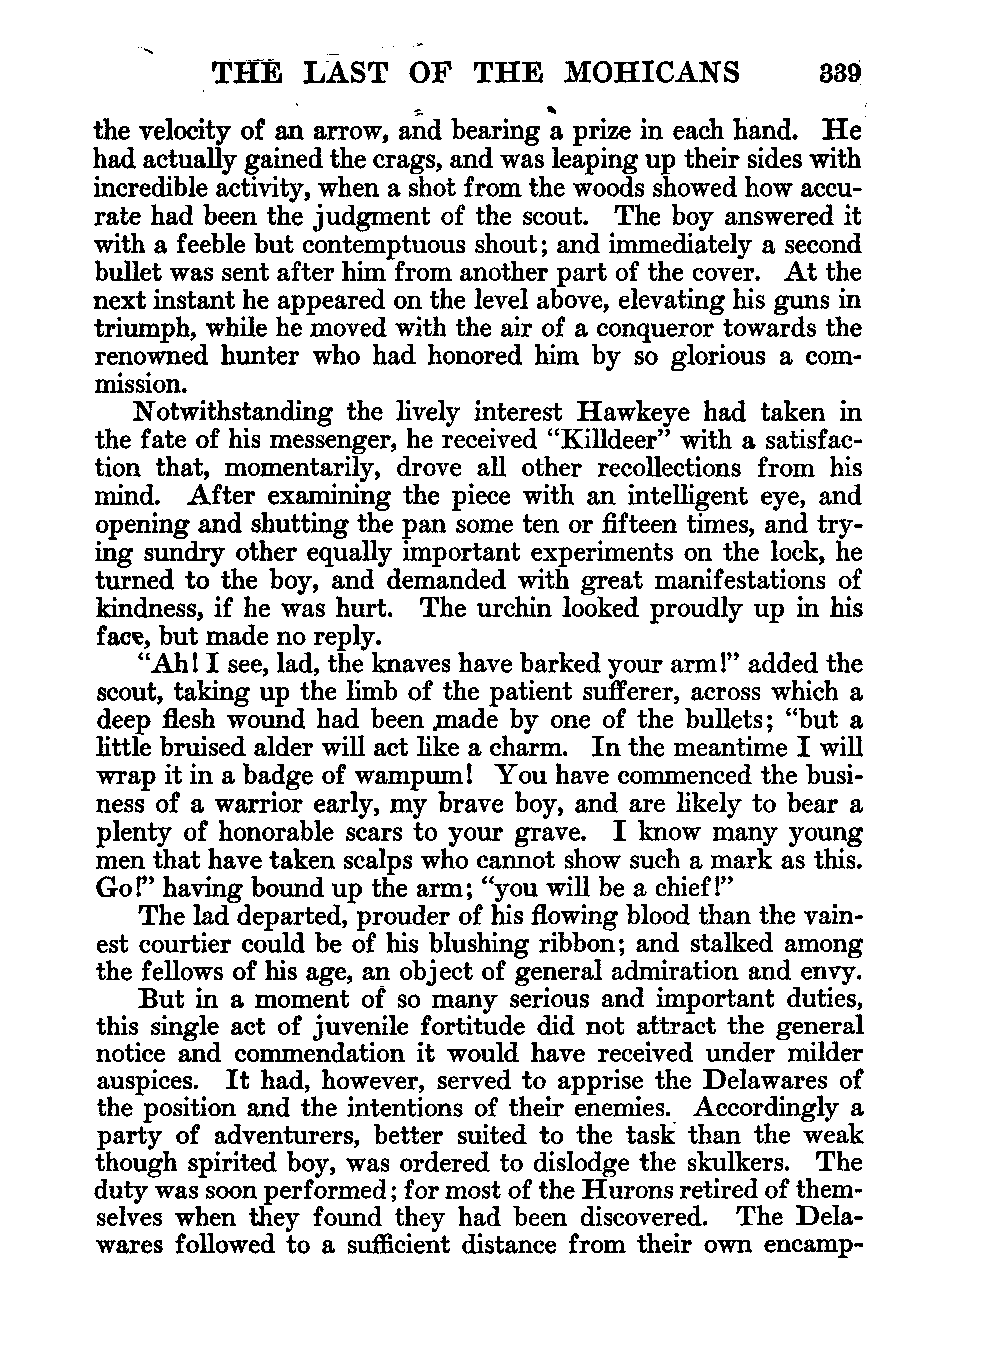 THE LAST OF THE MOHICANS 339
the velocity of an arrow, and bearing a prize in each hand. He
had actually gained the crags, and was leaping up their sides with
incredible activity, when a shot from the woods showed how accu-
rate had been the judgment of the scout. The boy answered it
with a feeble but contemptuous shout; and immediately a second
bullet was sent after him from another part of the cover. At the
next instant he appeared on the level above, elevating his guns in
triumph, while he moved with the air of a conqueror towards the
renowned hunter who had honored him by so glorious a com-
mission.
Notwithstanding the lively interest Hawkeye had taken in
the fate of his messenger, he received “Killdeer” with a satisfac-
tion that, momentarily, drove all other recollections from his
mind. After examining the piece with an intelligent eye, and
opening and shutting the pan some ten or fifteen times, and try-
ing sundry other equally important experiments on the lock, he
turned to the boy, and demanded with great manifestations of
kindness, if he was hurt. The urchin looked proudly up in his
face, but made no reply.
“Ah! I see, lad, the knaves have barked your arm!” added the
scout, taking up the limb of the patient sufferer, across which a
deep flesh wound had been made by one of the bullets; “but a
little bruised alder will act like a charm. In the meantime I will
wrap it in a badge of wampum! You have commenced the busi-
ness of a warrior early, my brave boy, and are likely to bear a
plenty of honorable scars to your grave. I know many young
men that have taken scalps who cannot show such a mark as this.
Go!” having bound up the arm; “you will be a chief!”
The lad departed, prouder of his flowing blood than the vain-
est courtier could be of his blushing ribbon; and stalked among
the fellows of his age, an object of general admiration and envy.
But in a moment of so many serious and important duties,
this single act of juvenile fortitude did not attract the general
notice and commendation it would have received under milder
auspices. It had, however, served to apprise the Delawares of
the position and the intentions of their enemies. Accordingly a
party of adventurers, better suited to the task than the weak
though spirited boy, was ordered to dislodge the skulkers. The
duty was soon performed; for most of the Hurons retired of them-
selves when they found they had been discovered. The Dela-
wares followed to a sufficient distance from their own encamp-